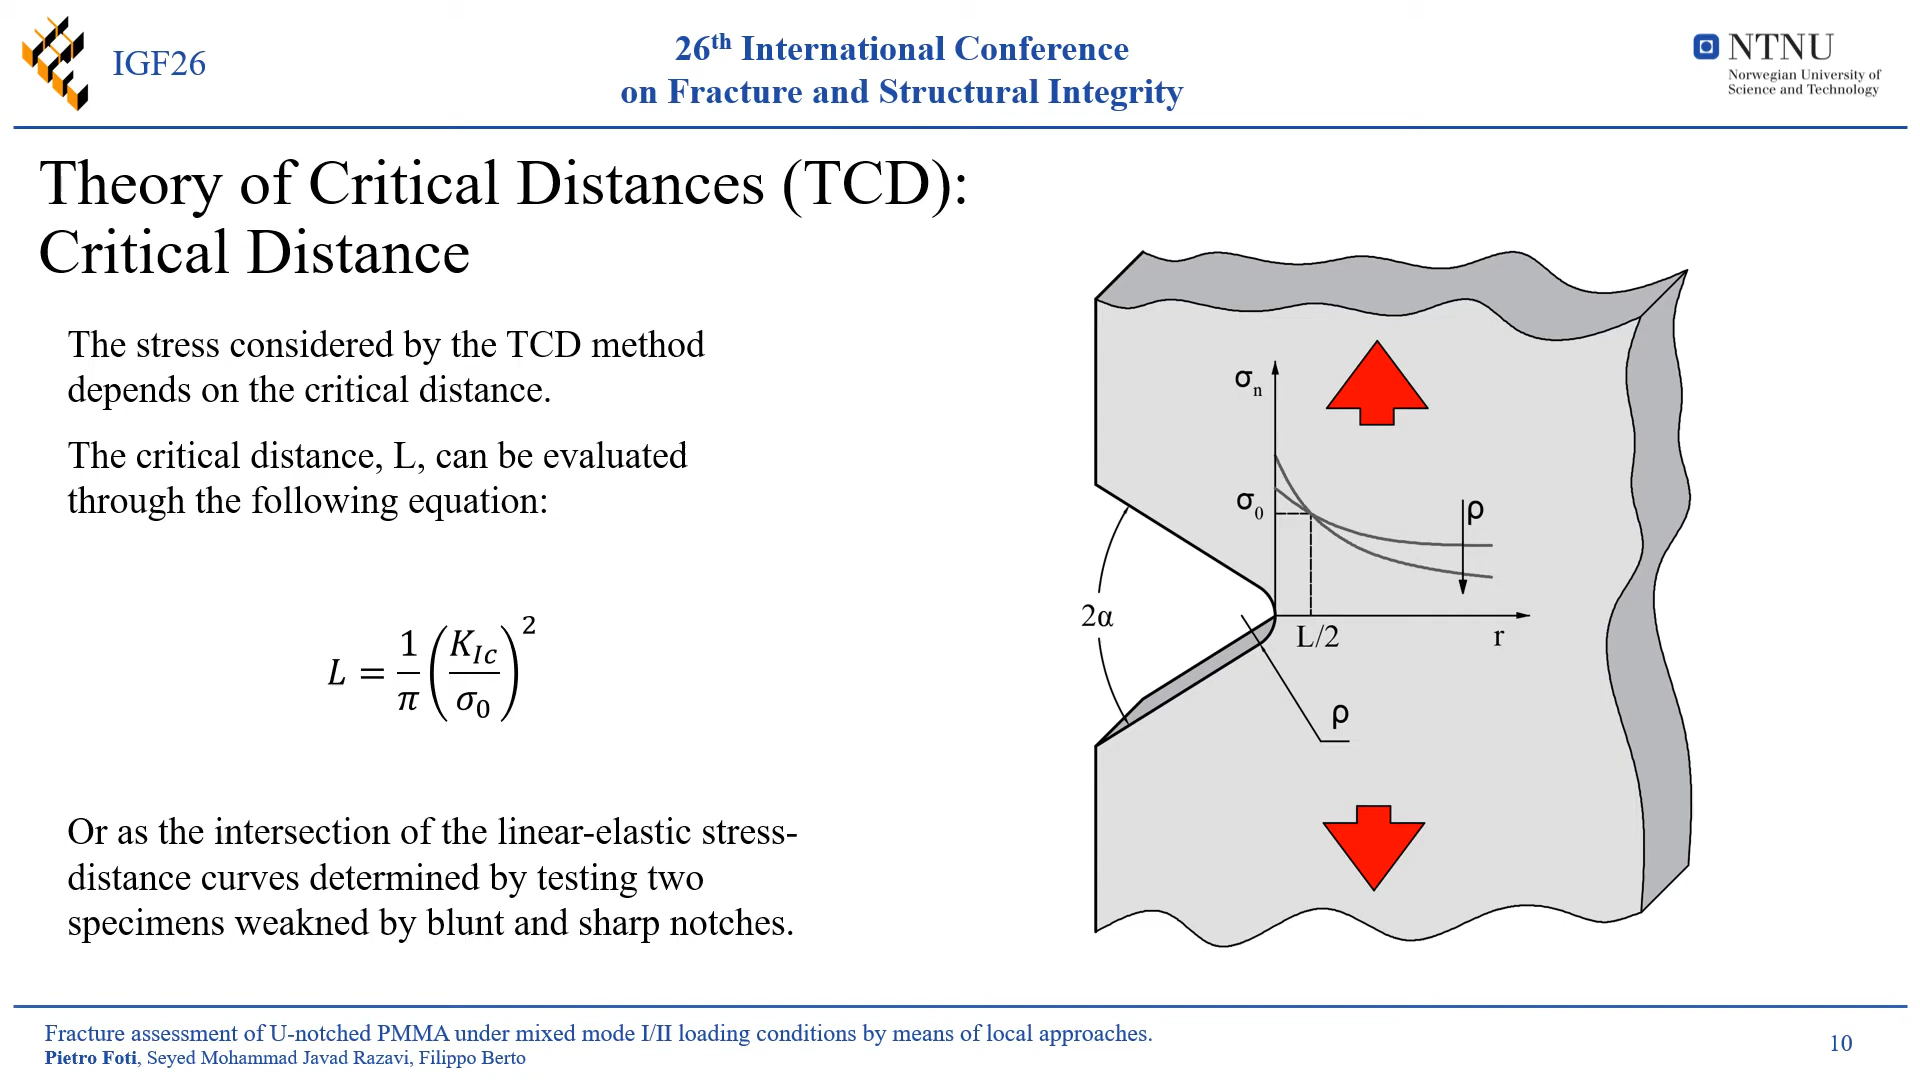 IGF26
26th International Conference
on Fracture and Structural Integrity
NTNU
Norwegian University of
Science and Technology
Theory of Critical Distances (TCD):
Critical Distance
The stress considered by the TCD method
depends on the critical distance.
The critical distance, L, can be evaluated
through the following equation:
L = 1/π (K_Ic/σ_0)^2
Or as the intersection of the linear-elastic stress-
distance curves determined by testing two
specimens weakned by blunt and sharp notches.
σn
σ0
ρ
2α
L/2
r
ρ
Fracture assessment of U-notched PMMA under mixed mode I/II loading conditions by means of local approaches.
Pietro Foti, Seyed Mohammad Javad Razavi, Filippo Berto
10